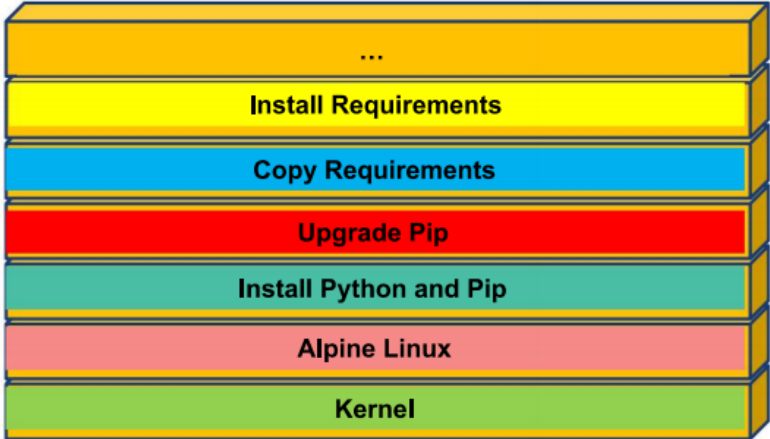 ...
Install Requirements
Copy Requirements
Upgrade Pip
Install Python and Pip
Alpine Linux
Kernel